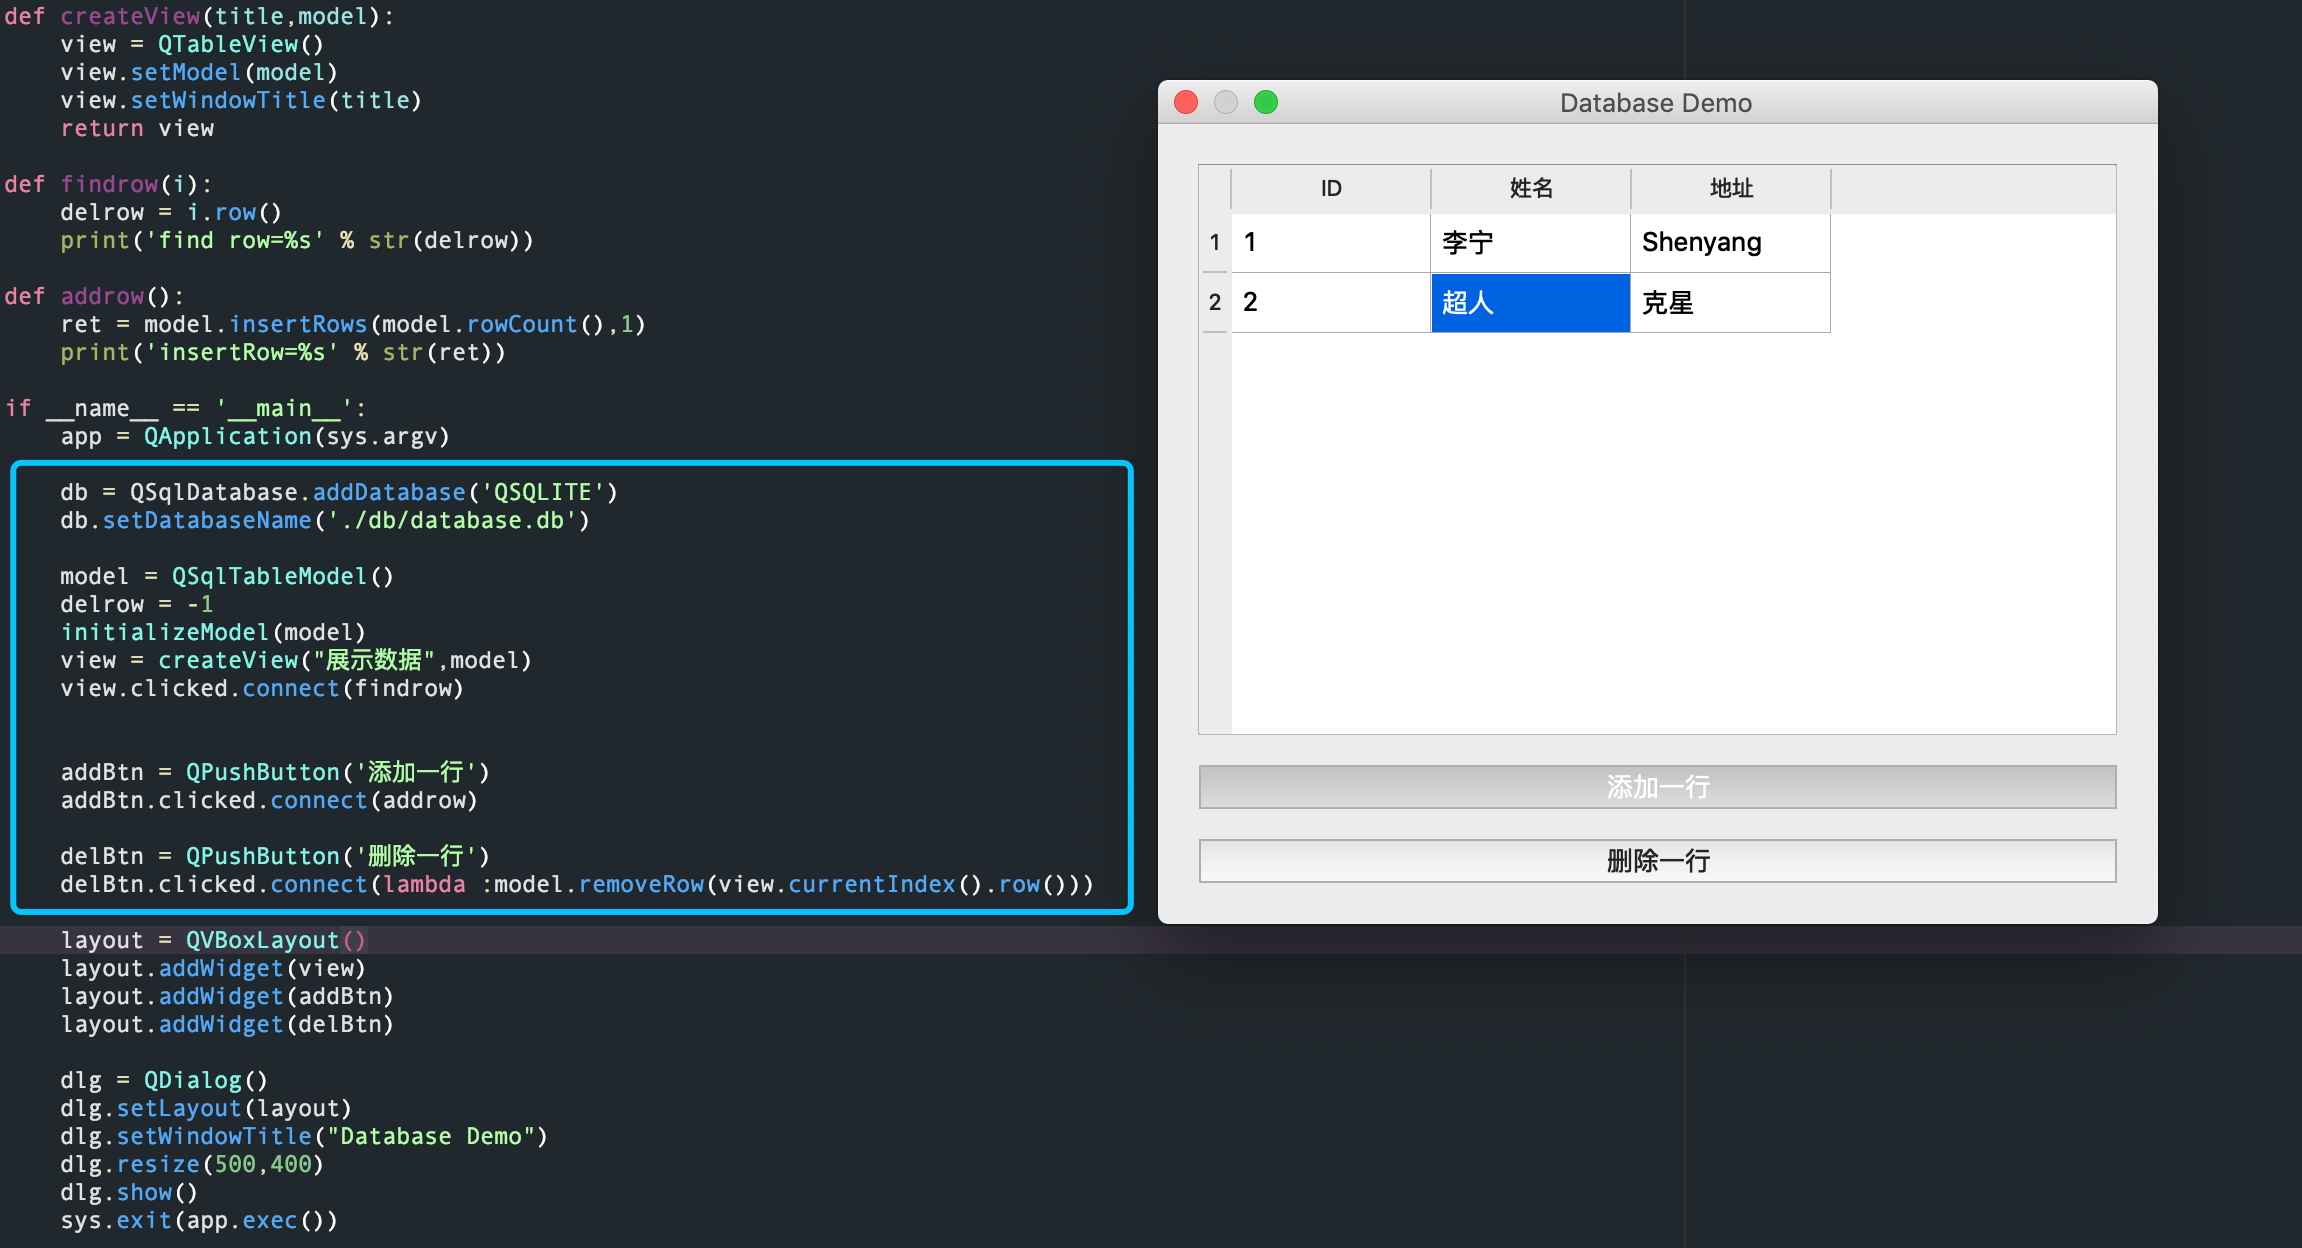 def createView(title,model):
    view = QTableView()
    view.setModel(model)
    view.setWindowTitle(title)
    return view
def findrow(i):
    delrow = i.row()
    print('find row=%s' % str(delrow))
def addrow():
    ret = model.insertRows(model.rowCount(),1)
    print('insertRow=%s' % str(ret))
if __name__ == '__main__':
    app = QApplication(sys.argv)
    db = QSqlDatabase.addDatabase('QSQLITE')
    db.setDatabaseName('./db/database.db')
    model = QSqlTableModel()
    delrow = -1
    initializeModel(model)
    view = createView("展示数据",model)
    view.clicked.connect(findrow)
    addBtn = QPushButton('添加一行')
    addBtn.clicked.connect(addrow)
    delBtn = QPushButton('删除一行')
    delBtn.clicked.connect(lambda :model.removeRow(view.currentIndex().row()))
    layout = QVBoxLayout()
    layout.addWidget(view)
    layout.addWidget(addBtn)
    layout.addWidget(delBtn)
    dlg = QDialog()
    dlg.setLayout(layout)
    dlg.setWindowTitle("Database Demo")
    dlg.resize(500,400)
    dlg.show()
    sys.exit(app.exec())
Database Demo
ID 姓名 地址
1 1 李宁 Shenyang
2 2 超人 克星
添加一行
删除一行